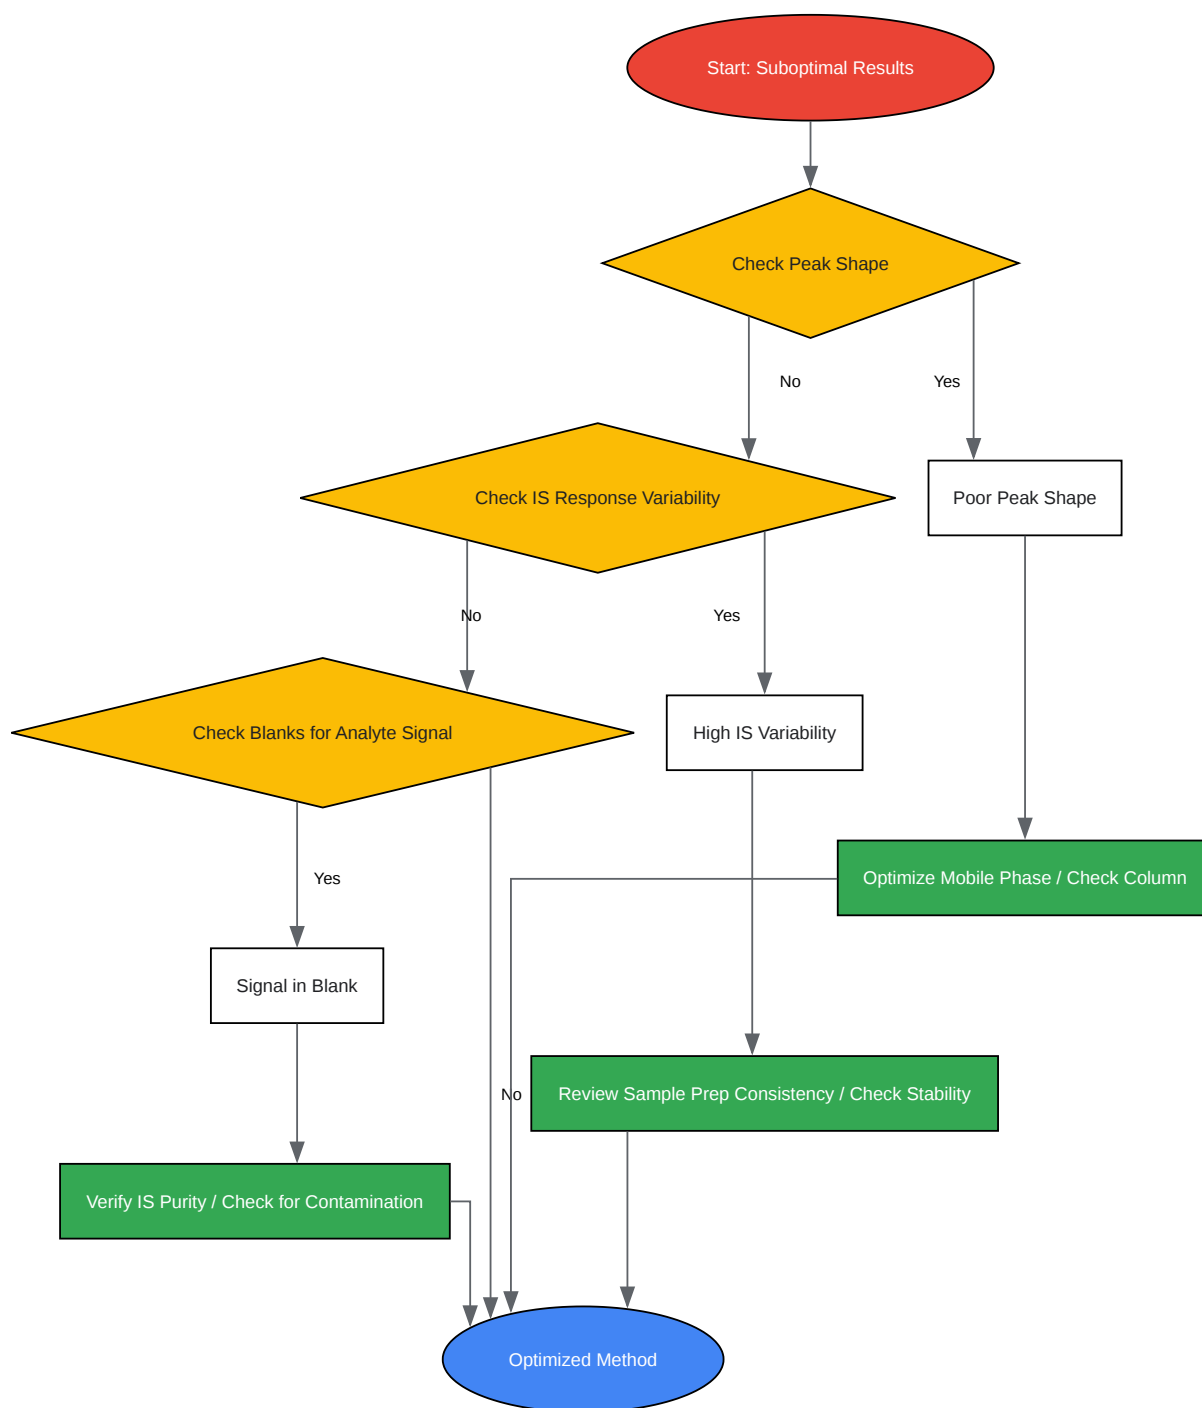 Start: Suboptimal Results
Check Peak Shape
No
Yes
Check IS Response Variability
Poor Peak Shape
No
Yes
Check Blanks for Analyte Signal
High IS Variability
Yes
Optimize Mobile Phase / Check Column
Signal in Blank
No
Review Sample Prep Consistency / Check Stability
Verify IS Purity / Check for Contamination
Optimized Method